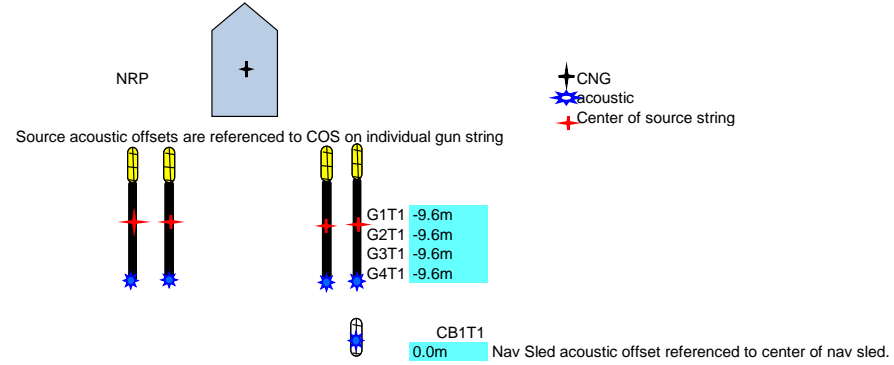 NRP
CNG
acoustic
Center of source string
Source acoustic offsets are referenced to COS on individual gun string
G1T1 -9.6m
G2T1 -9.6m
G3T1 -9.6m
G4T1 -9.6m
CB1T1
0.0m Nav Sled acoustic offset referenced to center of nav sled.